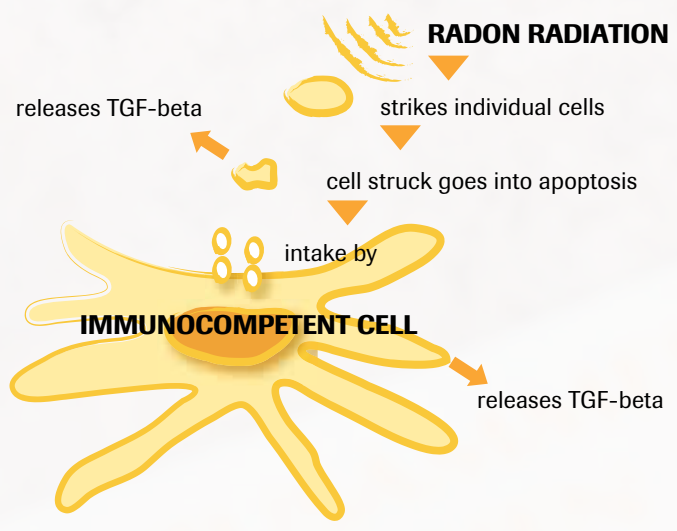 RADON RADIATION
strikes individual cells
releases TGF-beta
cell struck goes into apoptosis
intake by
IMMUNOCOMPETENT CELL
releases TGF-beta